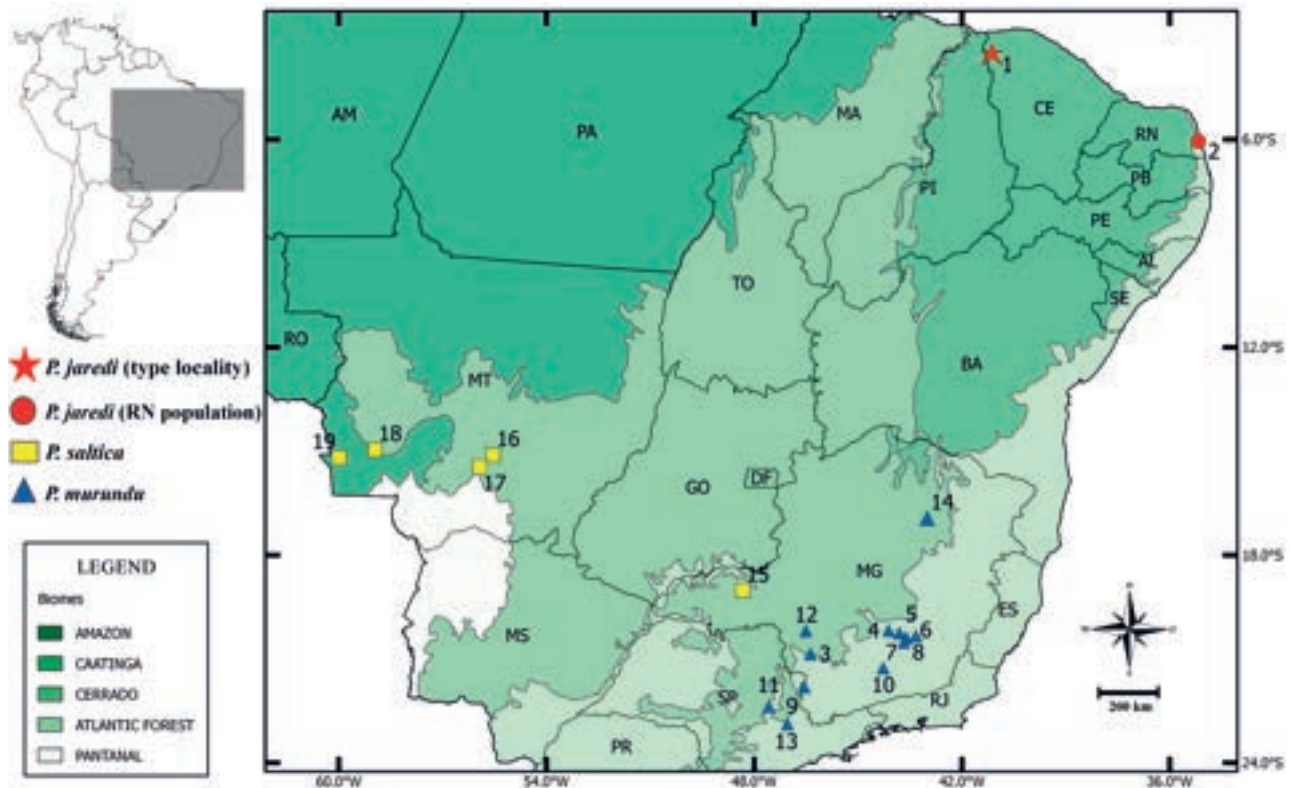 AM
PA
MA
CE
1
RN
2
PB
PI
PE
AL
SE
TO
BA
RO
MT
19
18
16
17
GO
DF
14
15
MG
ES
MS
12
3
4
5
6
7
8
10
RJ
11
SP
9
13
PR
6.0°S
12.0°S
18.0°S
24.0°S
60.0°W
54.0°W
48.0°W
42.0°W
36.0°W
200 km
P. jaredi (type locality)
P. jaredi (RN population)
P. saltica
P. murundu
LEGEND
Biomes
AMAZON
CAATINGA
CERRADO
ATLANTIC FOREST
PANTANAL